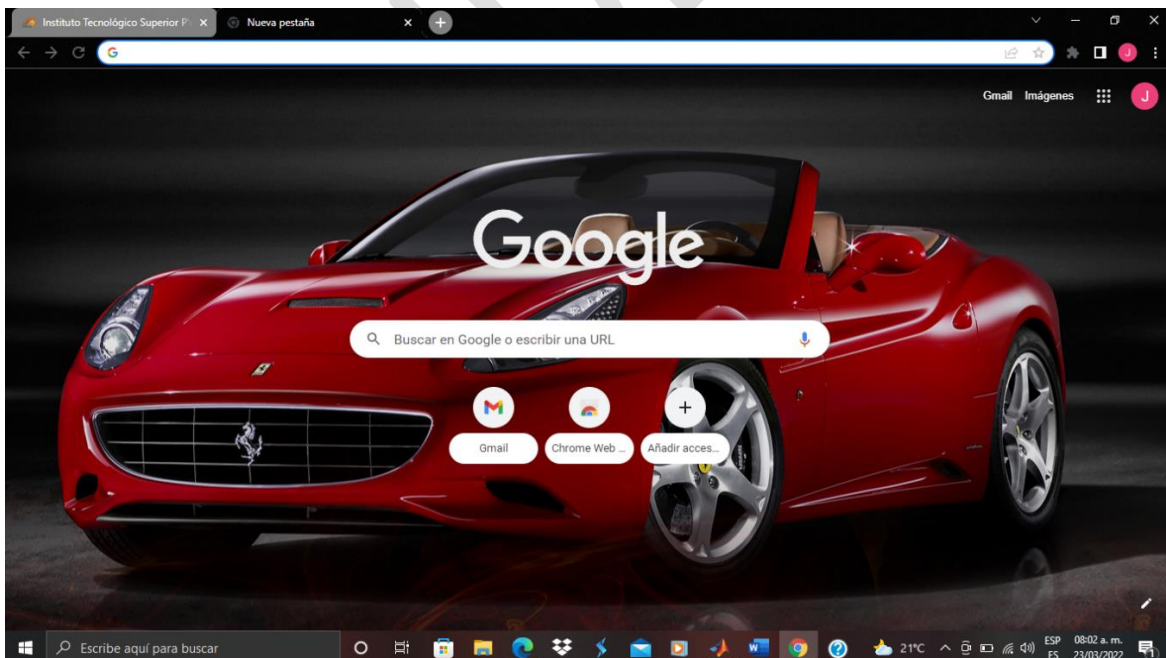 Instituto Tecnológico Superior P
Nueva pestaña
Gmail Imágenes
J
Google
Buscar en Google o escribir una URL
Gmail
Chrome Web ...
Añadir acces...
Escribe aquí para buscar
21°C
ESP
ES
08:02 a. m.
23/03/2022